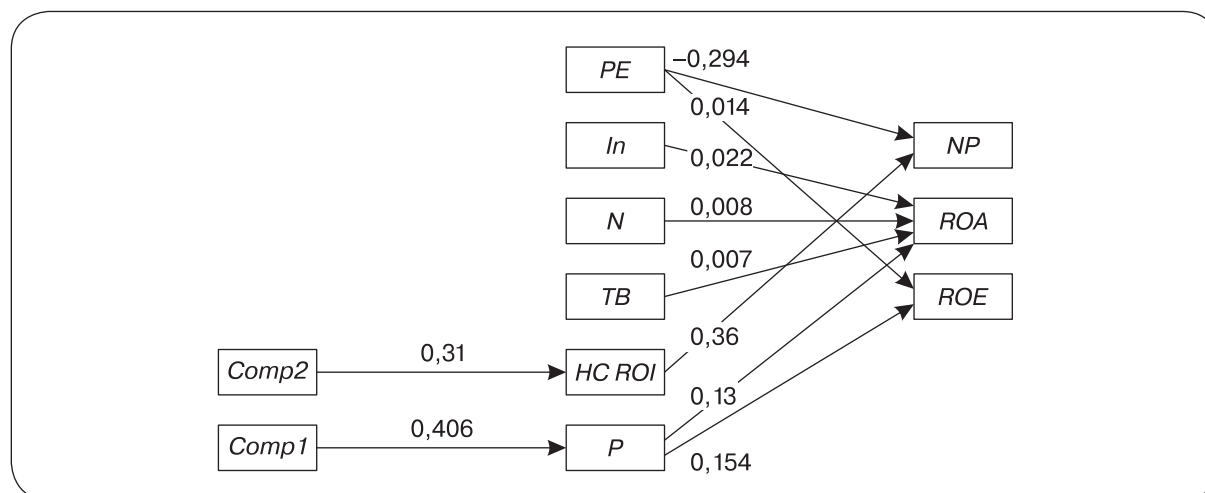 PE
–0,294
0,014
In
NP
0,022
N
0,008
ROA
0,007
TB
ROE
0,36
Comp2
0,31
HC ROI
0,13
Comp1
0,406
P
0,154